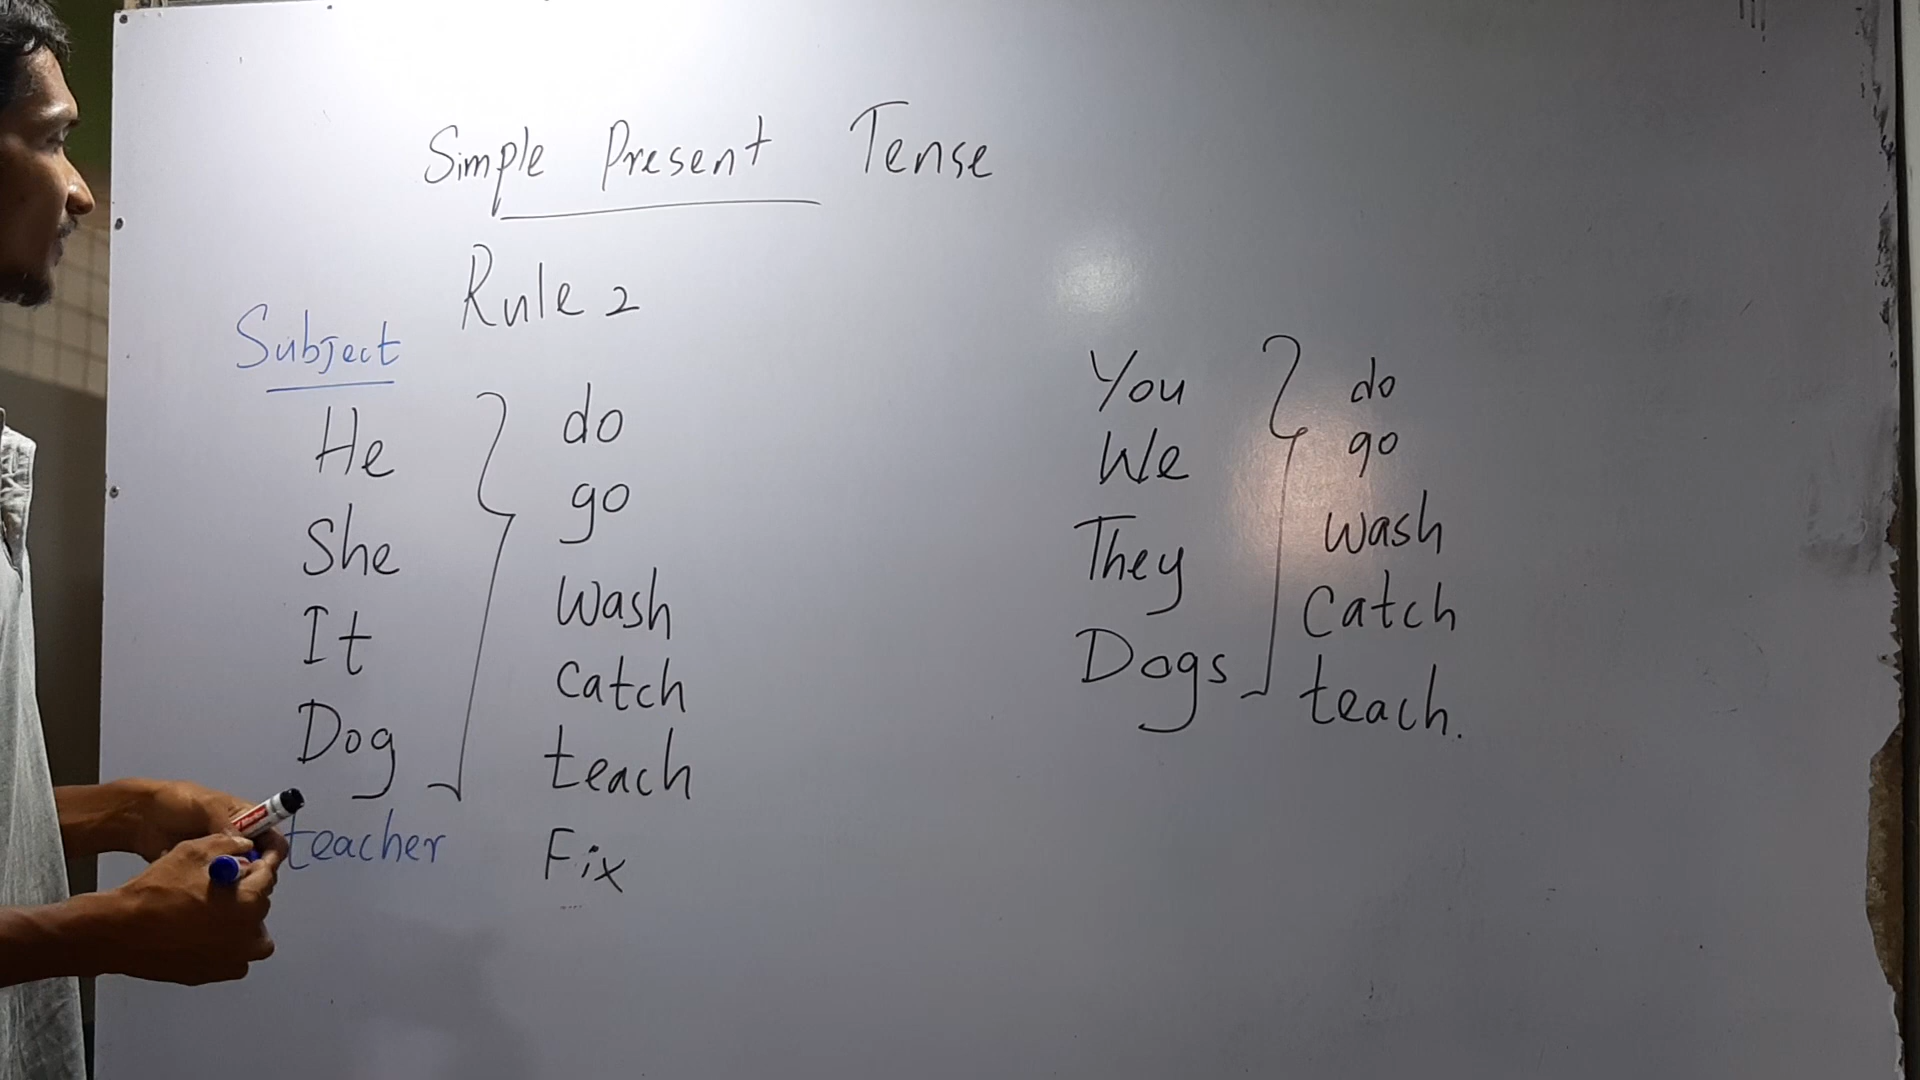 Simple Present Tense
Rule 2
Subject
He
She
It
Dog
teacher
do
go
wash
catch
teach
Fix
You
We
They
Dogs
do
go
wash
catch
teach.